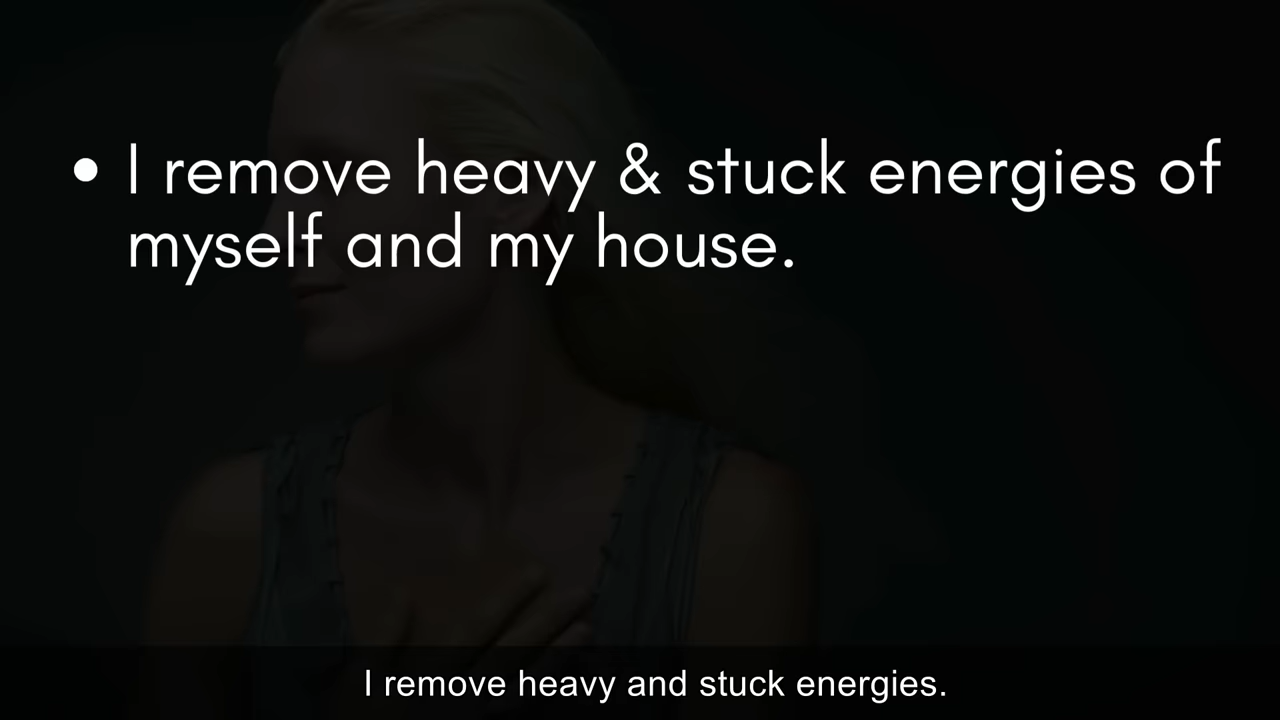 • I remove heavy & stuck energies of
myself and my house.
I remove heavy and stuck energies.